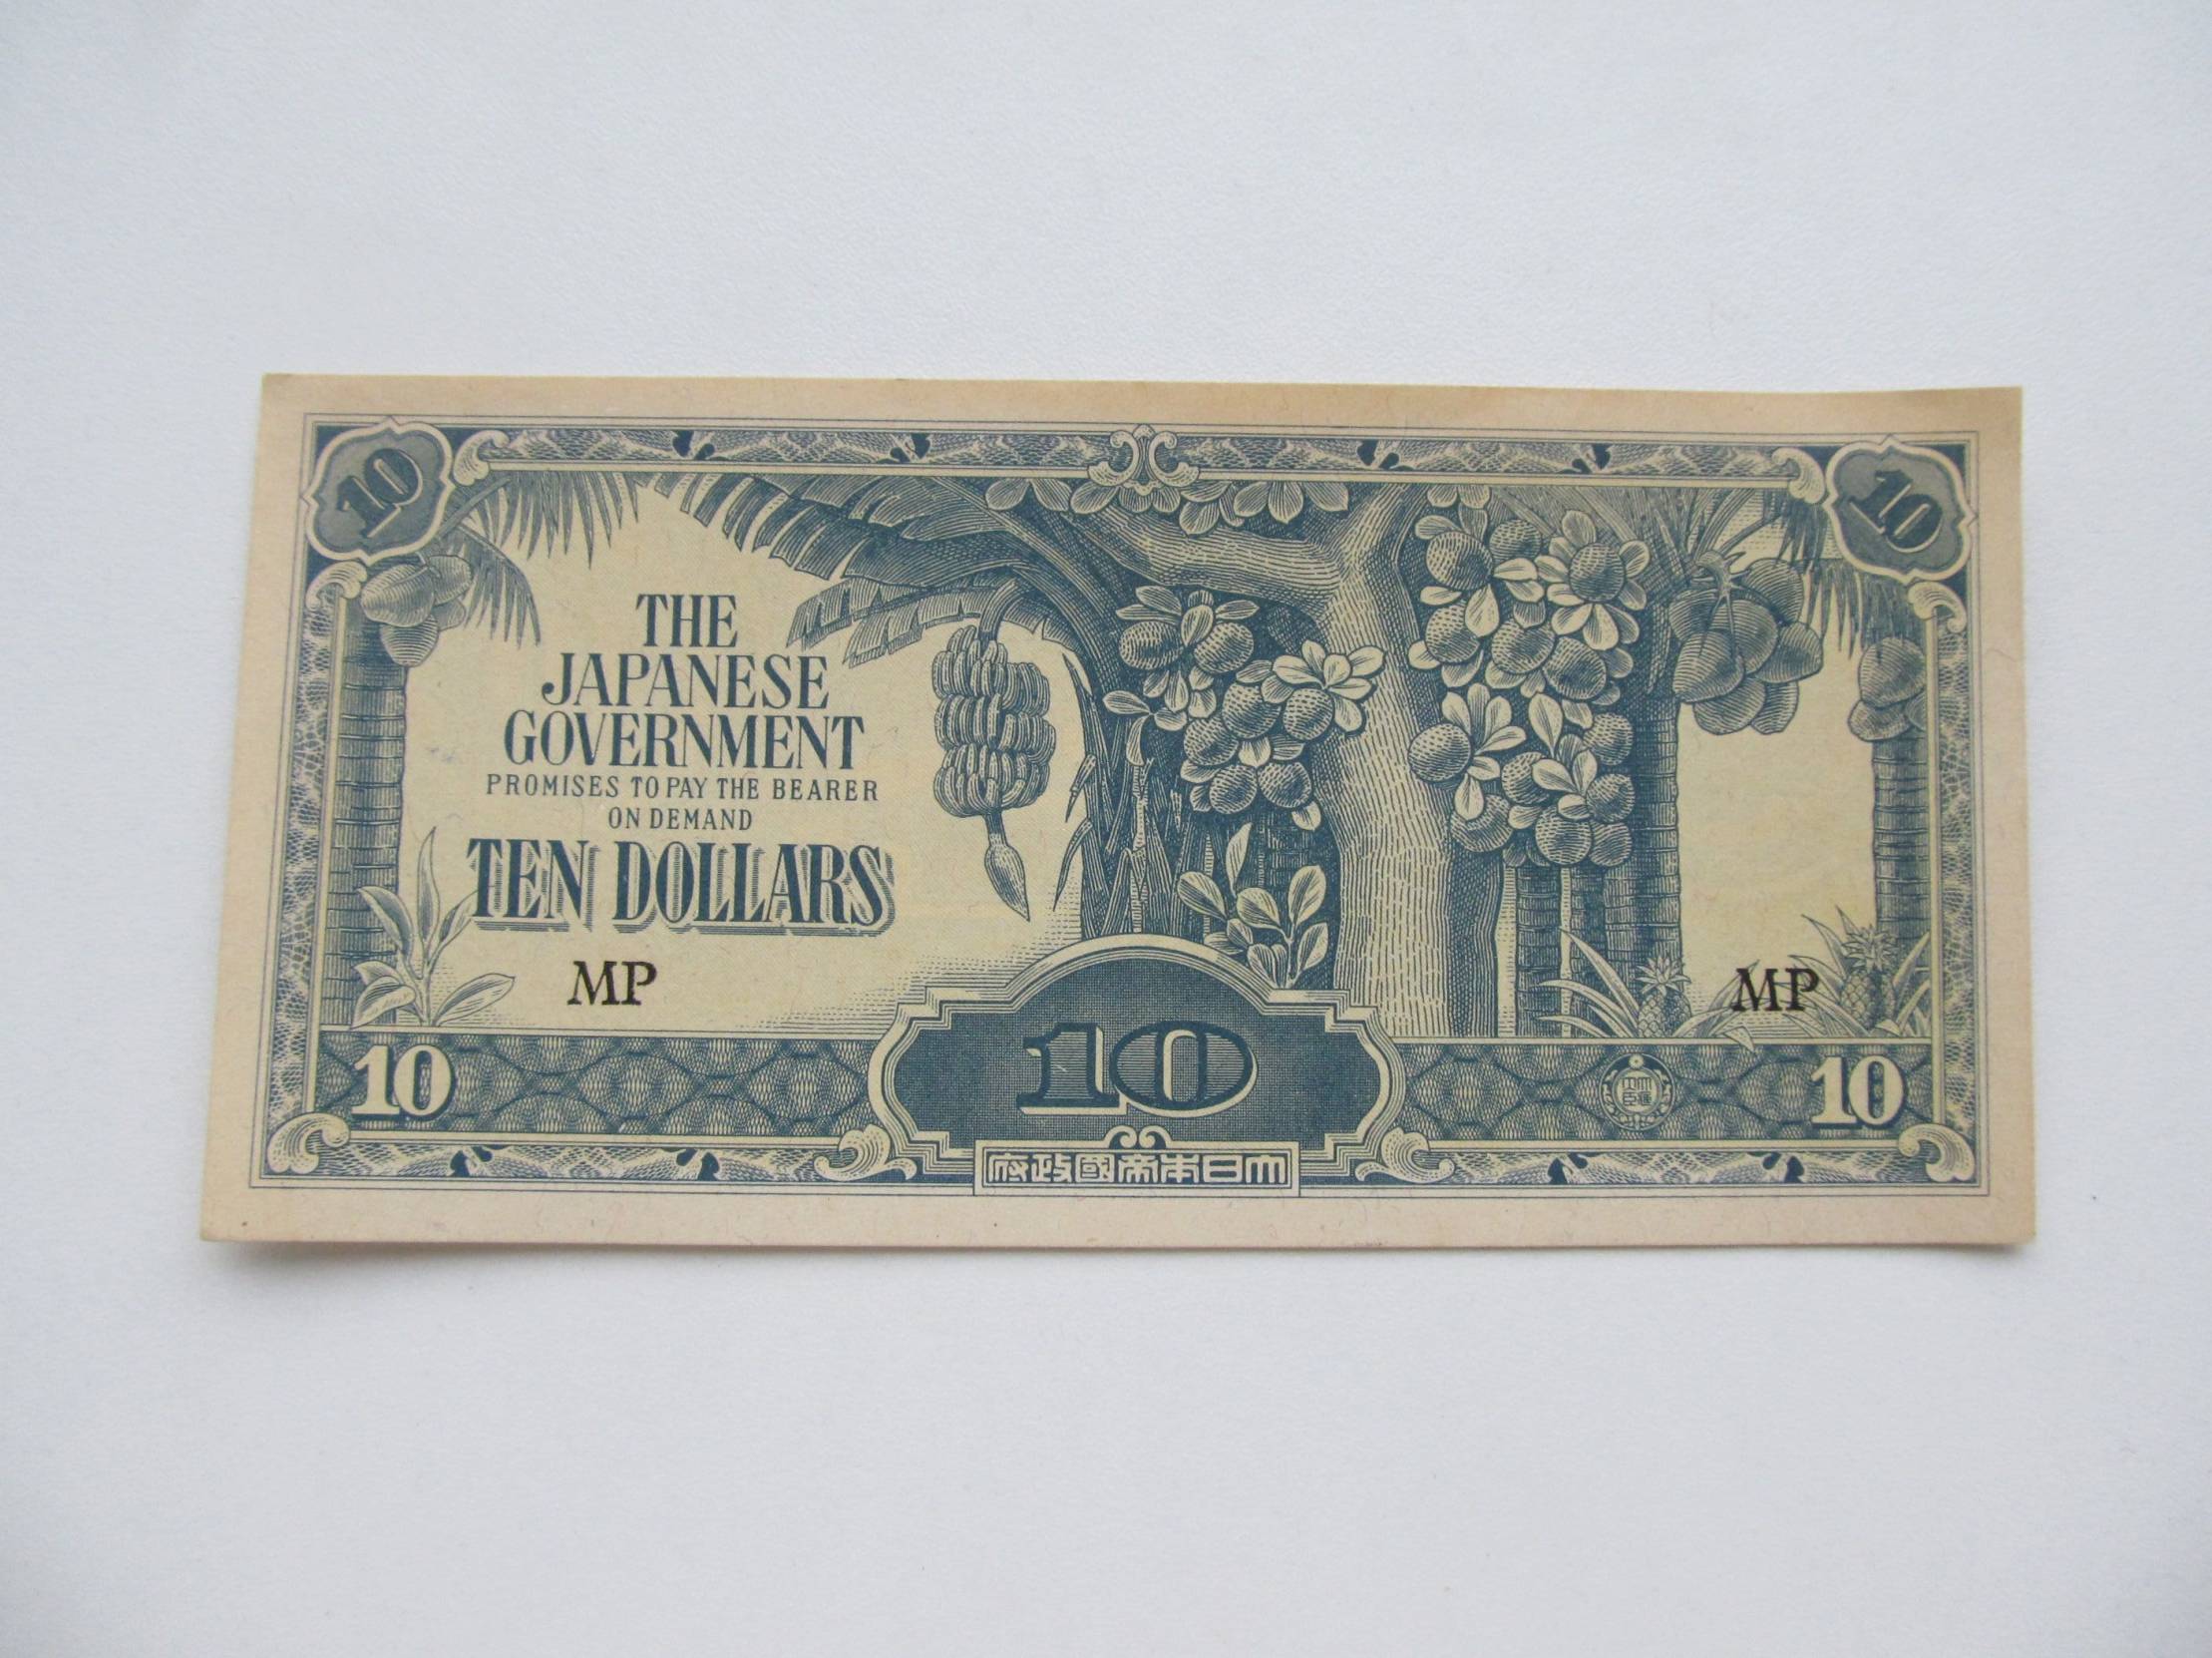 10
10
THE
JAPANESE
GOVERNMENT
PROMISES TO PAY THE BEARER
ON DEMAND
TEN DOLLARS
MP
MP
10
10
10
府政國帝本日大